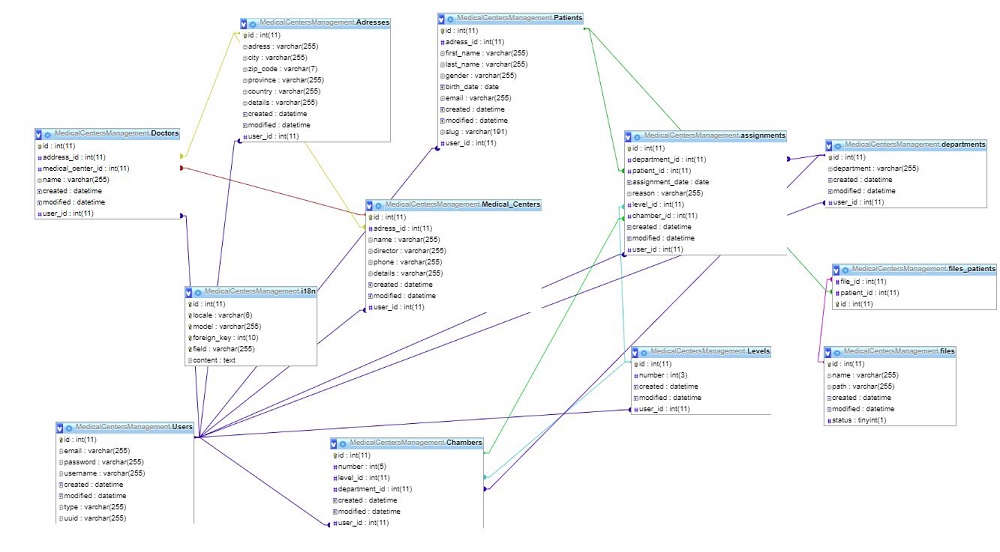 MedicalCentersManagement.Adresses
id : int(11)
adress : varchar(255)
city : varchar(255)
zip_code : varchar(7)
province : varchar(255)
country : varchar(255)
details : varchar(255)
created : datetime
modified : datetime
user_id : int(11)
MedicalCentersManagement.Patients
id : int(11)
adress_id : int(11)
first_name : varchar(255)
last_name : varchar(255)
gender : varchar(255)
birth_date : date
email : varchar(255)
created : datetime
modified : datetime
slug : varchar(191)
user_id : int(11)
MedicalCentersManagement.Doctors
id : int(11)
address_id : int(11)
medical_center_id : int(11)
name : varchar(255)
created : datetime
modified : datetime
user_id : int(11)
MedicalCentersManagement.assignments
id : int(11)
department_id : int(11)
patient_id : int(11)
assignment_date : date
reason : varchar(255)
level_id : int(11)
chamber_id : int(11)
created : datetime
modified : datetime
user_id : int(11)
MedicalCentersManagement.departments
id : int(11)
department : varchar(255)
created : datetime
modified : datetime
user_id : int(11)
MedicalCentersManagement.Medical_Centers
id : int(11)
adress_id : int(11)
name : varchar(255)
director : varchar(255)
phone : varchar(255)
details : varchar(255)
created : datetime
modified : datetime
user_id : int(11)
MedicalCentersManagement.files_patients
file_id : int(11)
patient_id : int(11)
id : int(11)
MedicalCentersManagement.i18n
id : int(11)
locale : varchar(6)
model : varchar(255)
foreign_key : int(10)
field : varchar(255)
content : text
MedicalCentersManagement.Levels
id : int(11)
number : int(3)
created : datetime
modified : datetime
user_id : int(11)
MedicalCentersManagement.files
id : int(11)
name : varchar(255)
path : varchar(255)
created : datetime
modified : datetime
status : tinyint(1)
MedicalCentersManagement.Users
id : int(11)
email : varchar(255)
password : varchar(255)
username : varchar(255)
created : datetime
modified : datetime
type : varchar(255)
uuid : varchar(255)
MedicalCentersManagement.Chambers
id : int(11)
number : int(5)
level_id : int(11)
department_id : int(11)
created : datetime
modified : datetime
user_id : int(11)